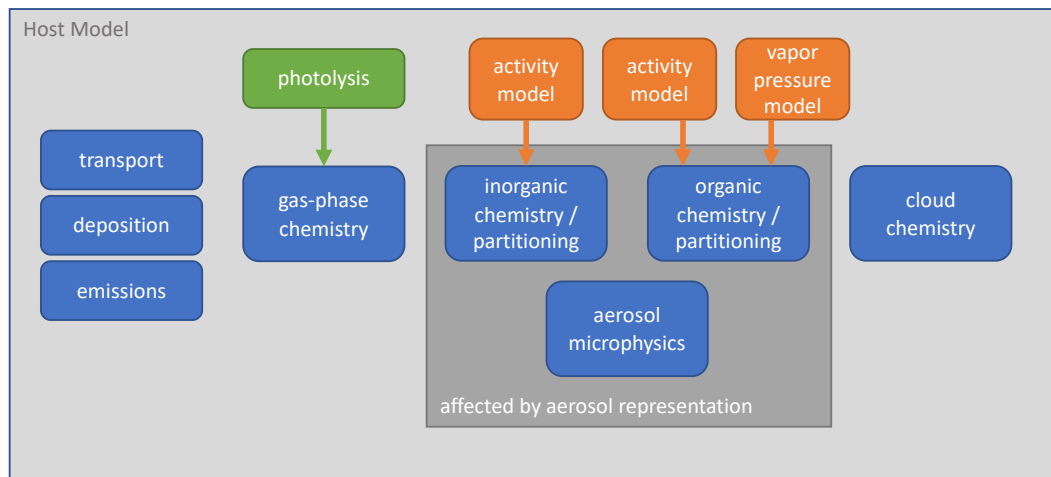 Host Model
photolysis
activity
model
activity
model
vapor
pressure
model
transport
deposition
emissions
gas-phase
chemistry
inorganic
chemistry /
partitioning
organic
chemistry /
partitioning
cloud
chemistry
aerosol
microphysics
affected by aerosol representation